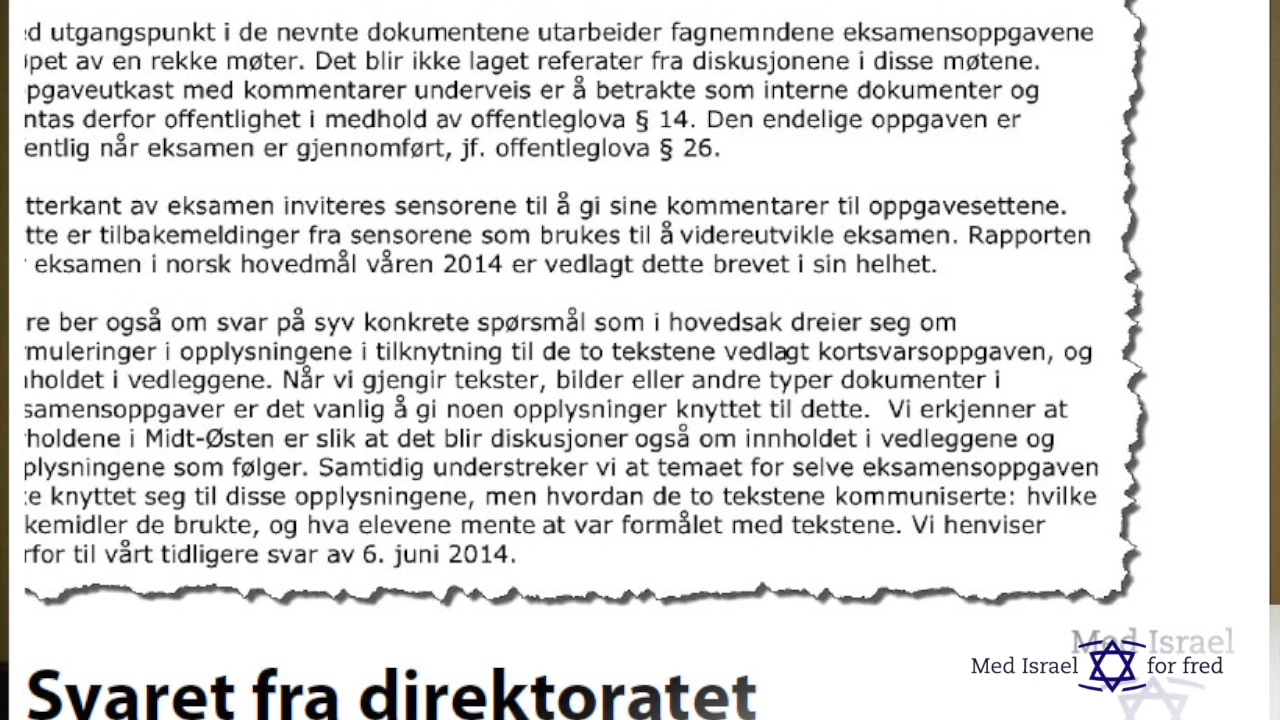 d utgangspunkt i de nevnte dokumentene utarbeider fagnemndene eksamensoppgavene
pet av en rekke møter. Det blir ikke laget referater fra diskusjonene i disse møtene.
pgaveutkast med kommentarer underveis er å betrakte som interne dokumenter og
ntas derfor offentlighet i medhold av offentleglova § 14. Den endelige oppgaven er
entlig når eksamen er gjennomført, jf. offentleglova § 26.
tterkant av eksamen inviteres sensorene til å gi sine kommentarer til oppgavesettene.
tte er tilbakemeldinger fra sensorene som brukes til å videreutvikle eksamen. Rapporten
eksamen i norsk hovedmål våren 2014 er vedlagt dette brevet i sin helhet.
re ber også om svar på syv konkrete spørsmål som i hovedsak dreier seg om
muleringer i opplysningene i tilknytning til de to tekstene vedlagt kortsvarsoppgaven, og
holdet i vedleggene. Når vi gjengir tekster, bilder eller andre typer dokumenter i
samensoppgaver er det vanlig å gi noen opplysninger knyttet til dette. Vi erkjenner at
holdene i Midt-Østen er slik at det blir diskusjoner også om innholdet i vedleggene og
plysningene som følger. Samtidig understreker vi at temaet for selve eksamensoppgaven
e knyttet seg til disse opplysningene, men hvordan de to tekstene kommuniserte: hvilke
kemidler de brukte, og hva elevene mente at var formålet med tekstene. Vi henviser
rfor til vårt tidligere svar av 6. juni 2014.
Med Israel
Med Israel for fred
Svaret fra direktoratet